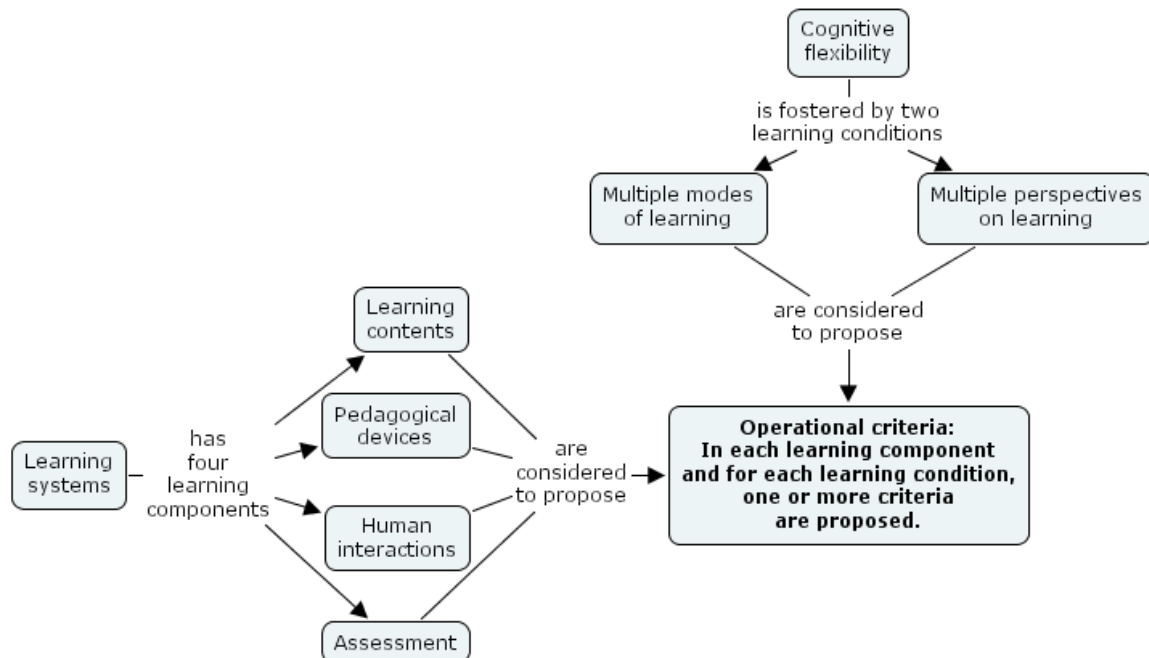 Cognitive
flexibility
is fostered by two
learning conditions
Multiple modes
of learning
Multiple perspectives
on learning
are considered
to propose
Learning
contents
Pedagogical
devices
Human
interactions
Assessment
Learning
systems
has
four
learning
components
are
considered
to propose
Operational criteria:
In each learning component
and for each learning condition,
one or more criteria
are proposed.